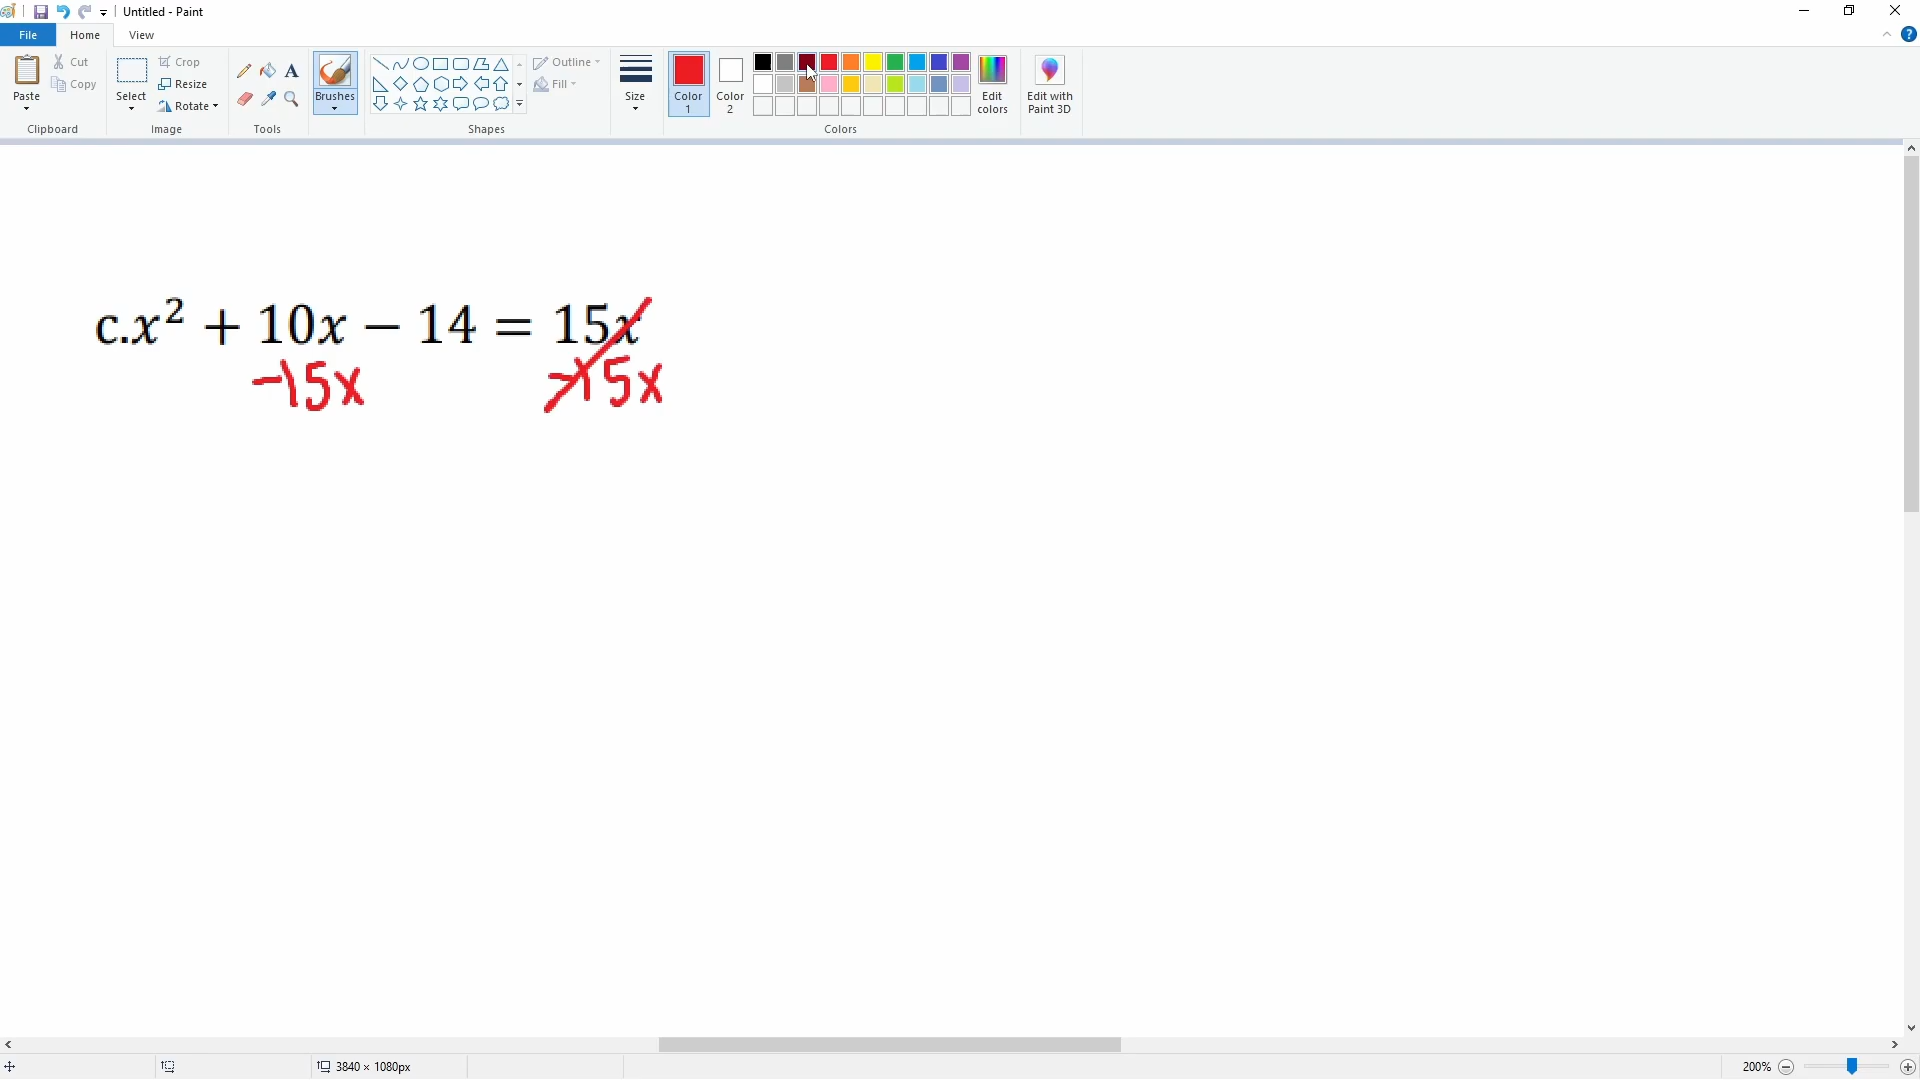 Untitled - Paint
File Home View
Paste
Cut
Copy
Clipboard
Select
Crop
Resize
Rotate
Image
Tools
Brushes
Shapes
Outline
Fill
Size
Color 1
Color 2
Colors
Edit colors
Edit with Paint 3D
c.x² + 10x − 14 = 15x
-15x -15x
3840 × 1080px
200%